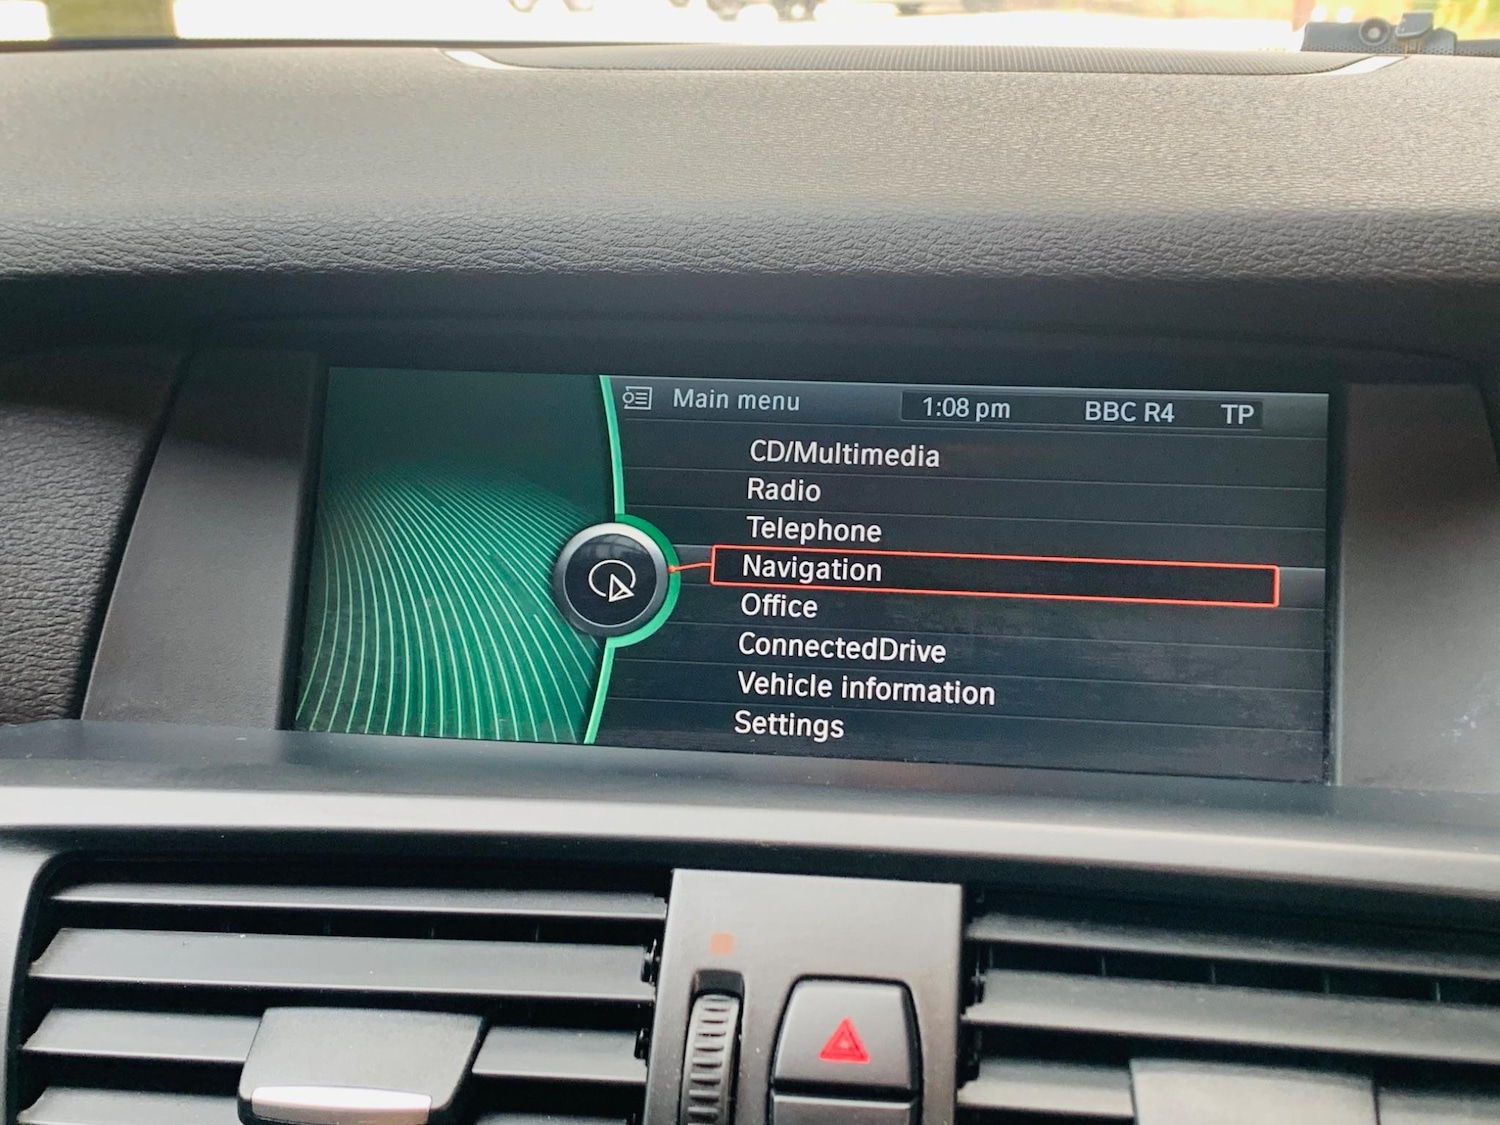 Main menu 1:08 pm BBC R4 TP
CD/Multimedia
Radio
Telephone
Navigation
Office
ConnectedDrive
Vehicle information
Settings